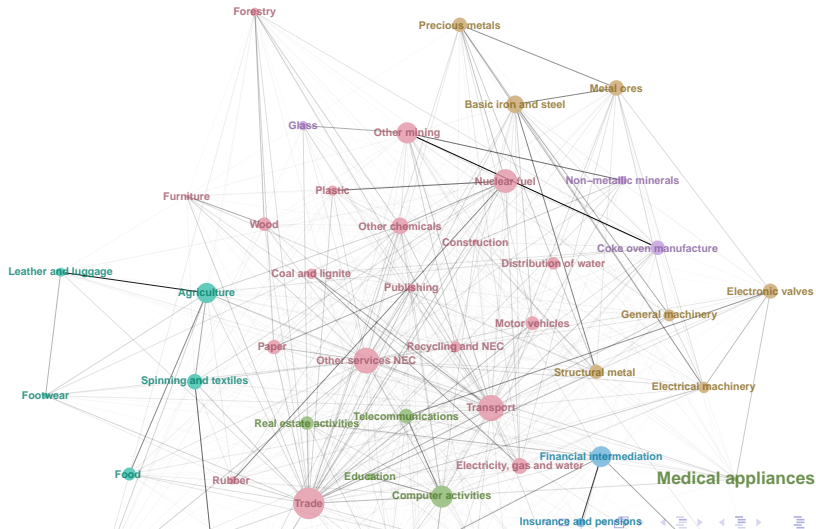 Forestry
Precious metals
Metal ores
Basic iron and steel
Glass
Other mining
Nuclear fuel
Non−metallic minerals
Plastic
Furniture
Wood
Other chemicals
Construction
Coke oven manufacture
Distribution of water
Leather and luggage
Coal and lignite
Agriculture
Publishing
Electronic valves
General machinery
Motor vehicles
Paper
Recycling and NEC
Other services NEC
Structural metal
Spinning and textiles
Electrical machinery
Footwear
Transport
Telecommunications
Real estate activities
Financial intermediation
Electricity, gas and water
Food
Rubber
Education
Medical appliances
Computer activities
Trade
Insurance and pensions